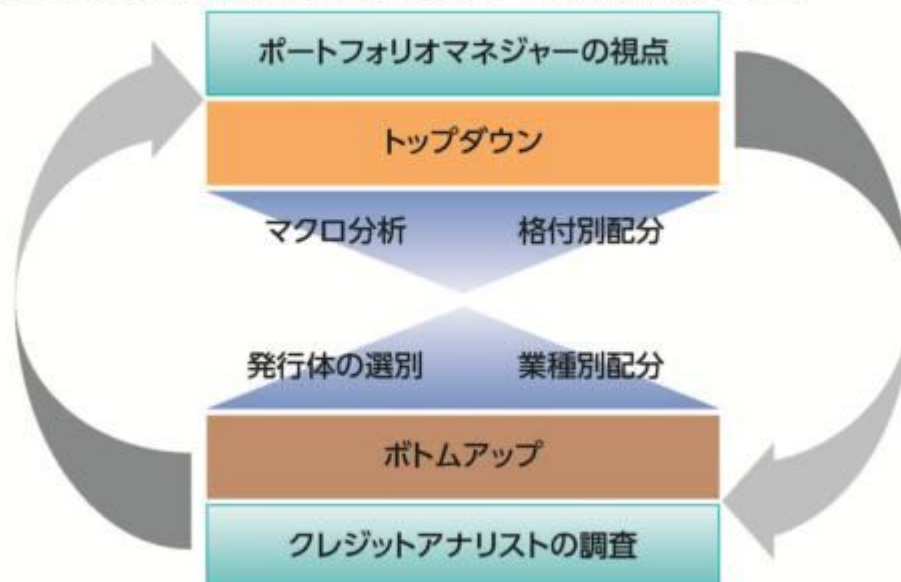 ポートフォリオマネジャーの視点
トップダウン
マクロ分析 格付別配分
発行体の選別 業種別配分
ボトムアップ
クレジットアナリストの調査